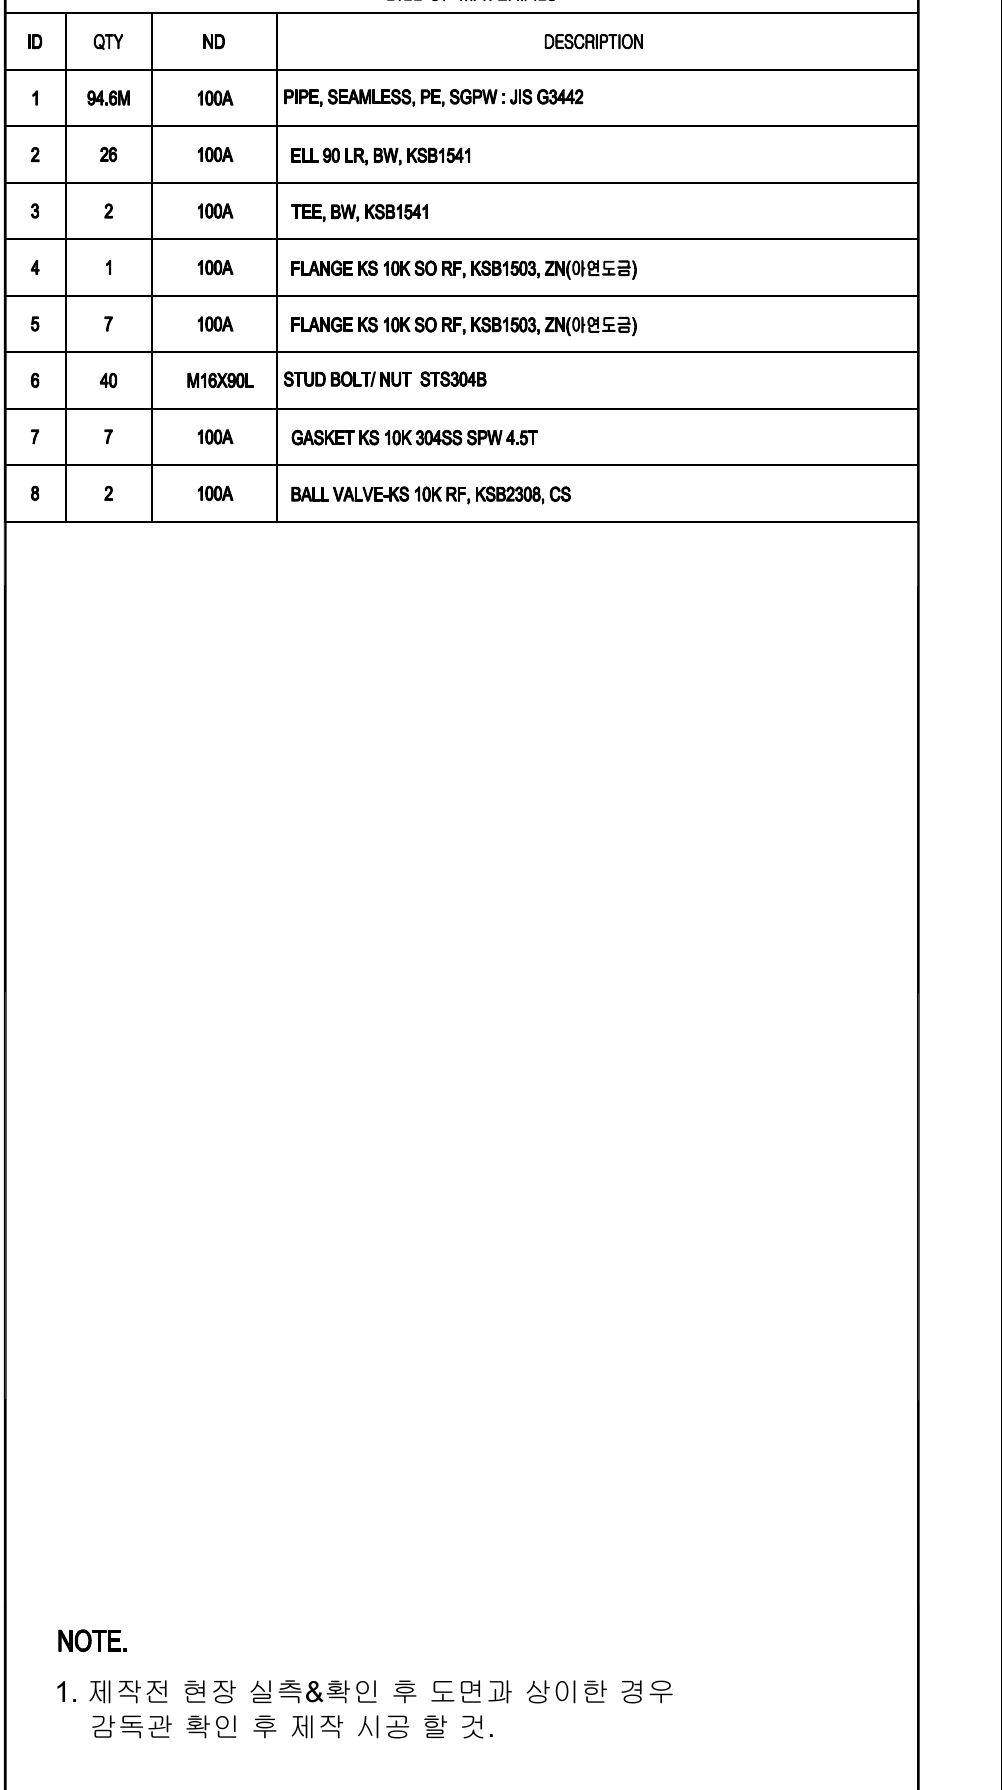 BILL OF MATERIALS
ID QTY ND DESCRIPTION
1 94.6M 100A PIPE, SEAMLESS, PE, SGPW : JIS G3442
2 26 100A ELL 90 LR, BW, KSB1541
3 2 100A TEE, BW, KSB1541
4 1 100A FLANGE KS 10K SO RF, KSB1503, ZN(아연도금)
5 7 100A FLANGE KS 10K SO RF, KSB1503, ZN(아연도금)
6 40 M16X90L STUD BOLT/ NUT STS304B
7 7 100A GASKET KS 10K 304SS SPW 4.5T
8 2 100A BALL VALVE-KS 10K RF, KSB2308, CS
NOTE.
1. 제작전 현장 실측&확인 후 도면과 상이한 경우
감독관 확인 후 제작 시공 할 것.